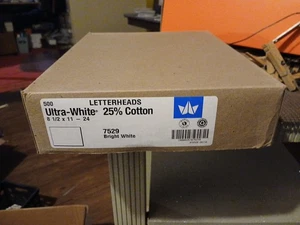 LETTERHEADS
500
Ultra-White® 25% Cotton
8 1/2 x 11 - 24
7529
Bright White